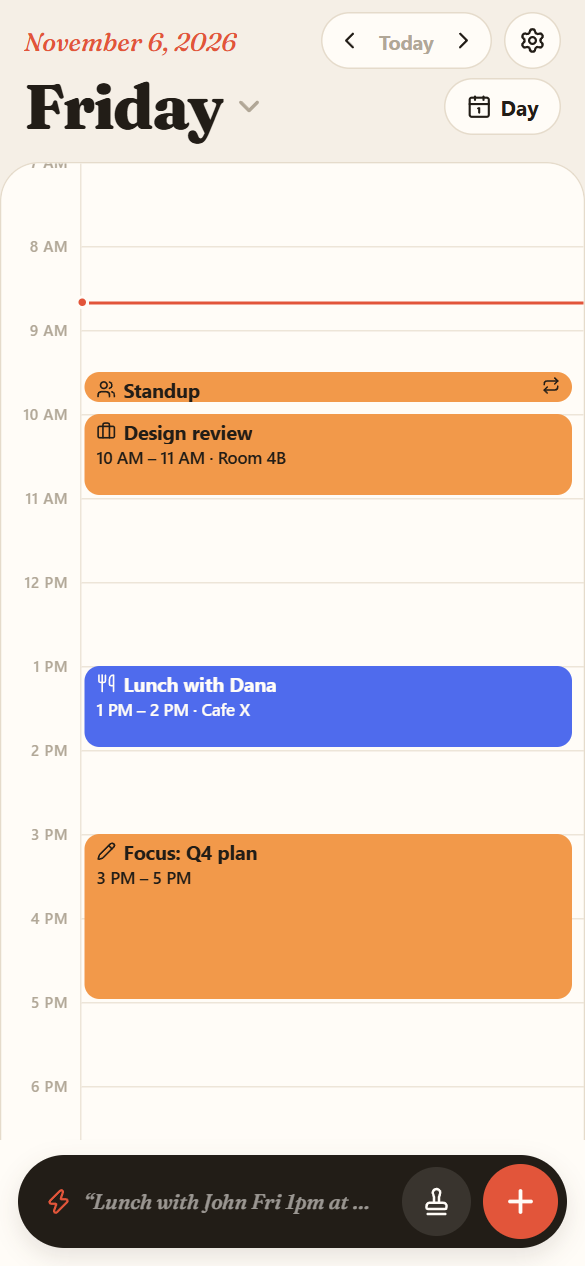 November 6, 2026
Today
Friday
1
Day
7 AM
8 AM
9 AM
Standup
10 AM
Design review
10 AM – 11 AM · Room 4B
11 AM
12 PM
1 PM
Lunch with Dana
1 PM – 2 PM · Cafe X
2 PM
3 PM
Focus: Q4 plan
3 PM – 5 PM
4 PM
5 PM
6 PM
“Lunch with John Fri 1pm at ...